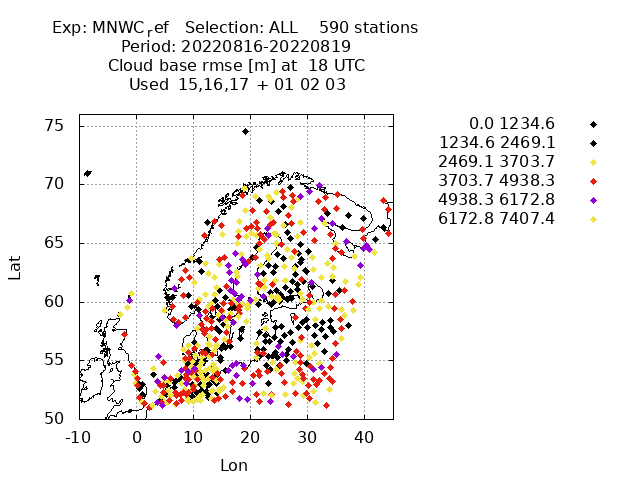 Exp: MNWC_ref   Selection: ALL    590 stations
Period: 20220816-20220819
Cloud base rmse [m] at  18 UTC
Used  15,16,17  + 01 02 03
0.0 1234.6
1234.6 2469.1
2469.1 3703.7
3703.7 4938.3
4938.3 6172.8
6172.8 7407.4
75
70
65
60
55
50
Lat
-10 0 10 20 30 40
Lon